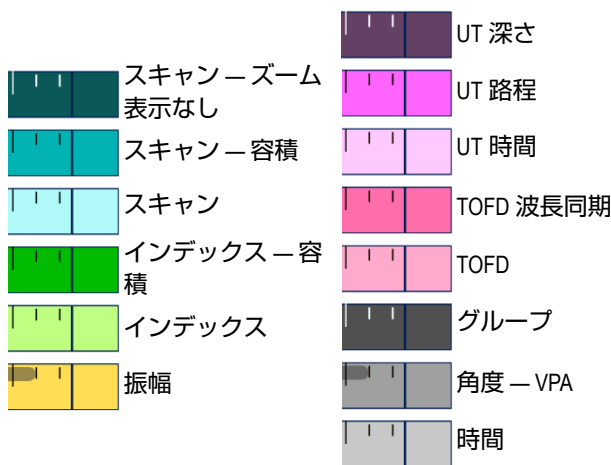 スキャン — ズーム
表示なし
スキャン — 容積
スキャン
インデックス — 容
積
インデックス
振幅
UT 深さ
UT 路程
UT 時間
TOFD 波長同期
TOFD
グループ
角度 — VPA
時間